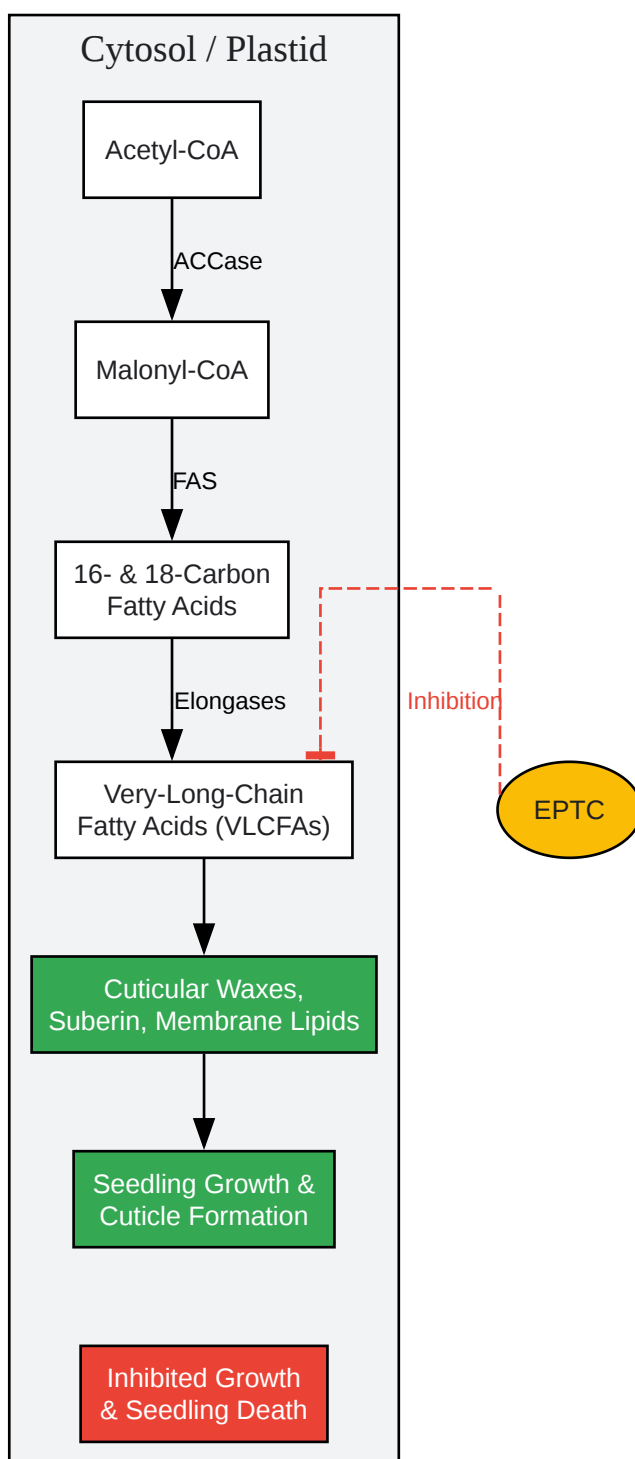 Cytosol / Plastid
Acetyl-CoA
ACCase
Malonyl-CoA
FAS
16- & 18-Carbon
Fatty Acids
Elongases
Inhibition
Very-Long-Chain
Fatty Acids (VLCFAs)
EPTC
Cuticular Waxes,
Suberin, Membrane Lipids
Seedling Growth &
Cuticle Formation
Inhibited Growth
& Seedling Death